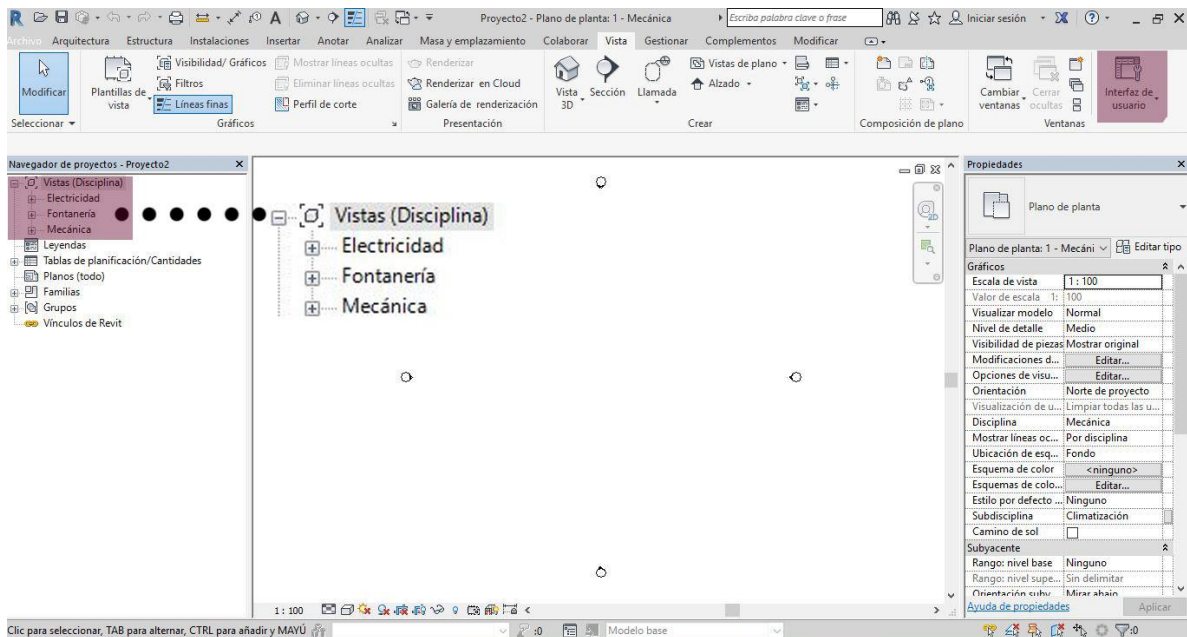 Proyecto2 - Plano de planta: 1 - Mecánica
Escriba palabra clave o frase
Iniciar sesión
Archivo Arquitectura Estructura Instalaciones Insertar Anotar Analizar Masa y emplazamiento Colaborar Vista Gestionar Complementos Modificar
Modificar
Seleccionar
Plantillas de vista
Visibilidad/ Gráficos
Filtros
Líneas finas
Mostrar líneas ocultas
Eliminar líneas ocultas
Perfil de corte
Gráficos
Renderizar
Renderizar en Cloud
Galería de renderización
Presentación
Vista 3D
Sección
Llamada
Vistas de plano
Alzado
Crear
Composición de plano
Cambiar ventanas
Cerrar ocultas
Ventanas
Interfaz de usuario
Navegador de proyectos - Proyecto2
Vistas (Disciplina)
Electricidad
Fontanería
Mecánica
Leyendas
Tablas de planificación/Cantidades
Planos (todo)
Familias
Grupos
Vínculos de Revit
Vistas (Disciplina)
Electricidad
Fontanería
Mecánica
2D
Propiedades
Plano de planta
Plano de planta: 1 - Mecáni
Editar tipo
Gráficos
Escala de vista 1 : 100
Valor de escala 1: 100
Visualizar modelo Normal
Nivel de detalle Medio
Visibilidad de piezas Mostrar original
Modificaciones d... Editar...
Opciones de visu... Editar...
Orientación Norte de proyecto
Visualización de u... Limpiar todas las u...
Disciplina Mecánica
Mostrar líneas oc... Por disciplina
Ubicación de esq... Fondo
Esquema de color <ninguno>
Esquemas de colo... Editar...
Estilo por defecto ... Ninguno
Subdisciplina Climatización
Camino de sol
Subyacente
Rango: nivel base Ninguno
Rango: nivel supe... Sin delimitar
Orientación suby... Mirar abajo
Ayuda de propiedades
Aplicar
1 : 100
Clic para seleccionar, TAB para alternar, CTRL para añadir y MAYÚ
:0
Modelo base
:0